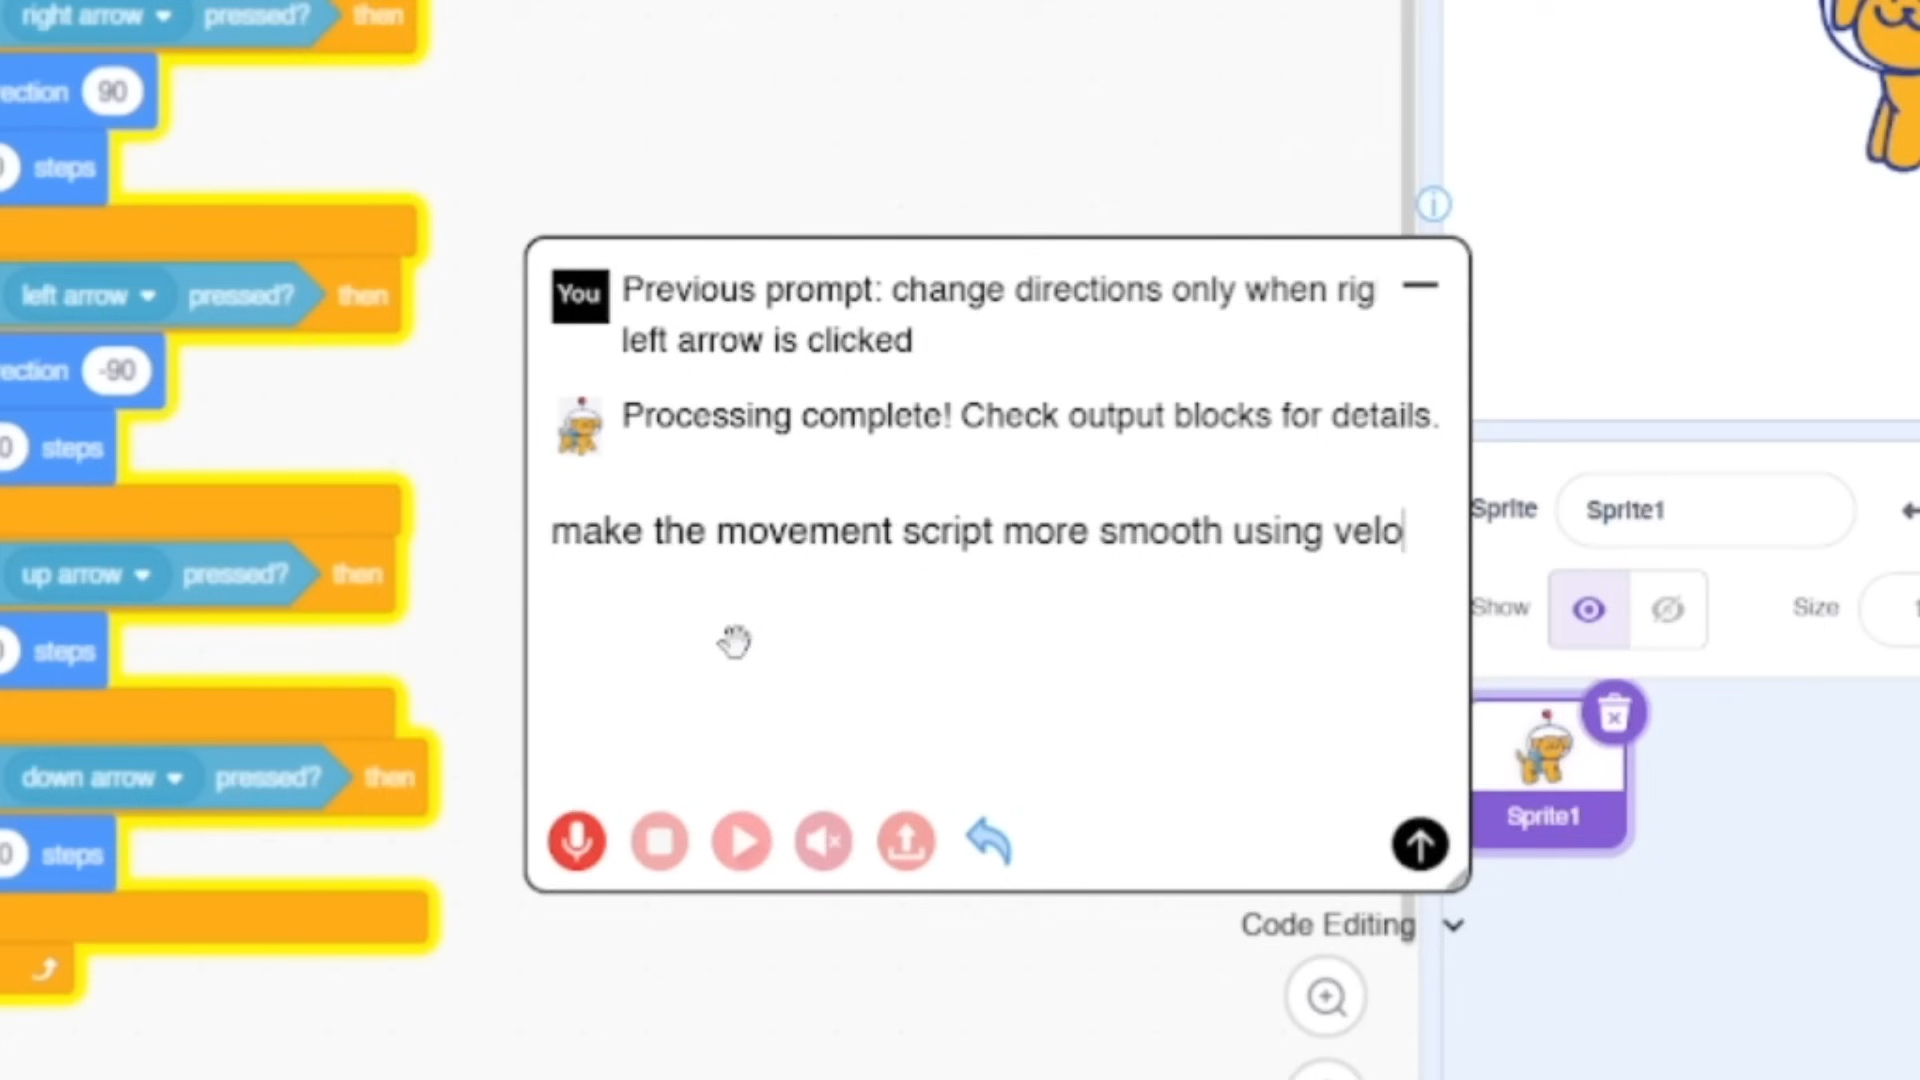 right arrow pressed? then
ection 90
steps
left arrow pressed? then
ection -90
0 steps
up arrow pressed? then
steps
down arrow pressed? then
0 steps
You Previous prompt: change directions only when rig
left arrow is clicked
Processing complete! Check output blocks for details.
make the movement script more smooth using velo
Code Editing
Sprite Sprite1
Show Size
Sprite1